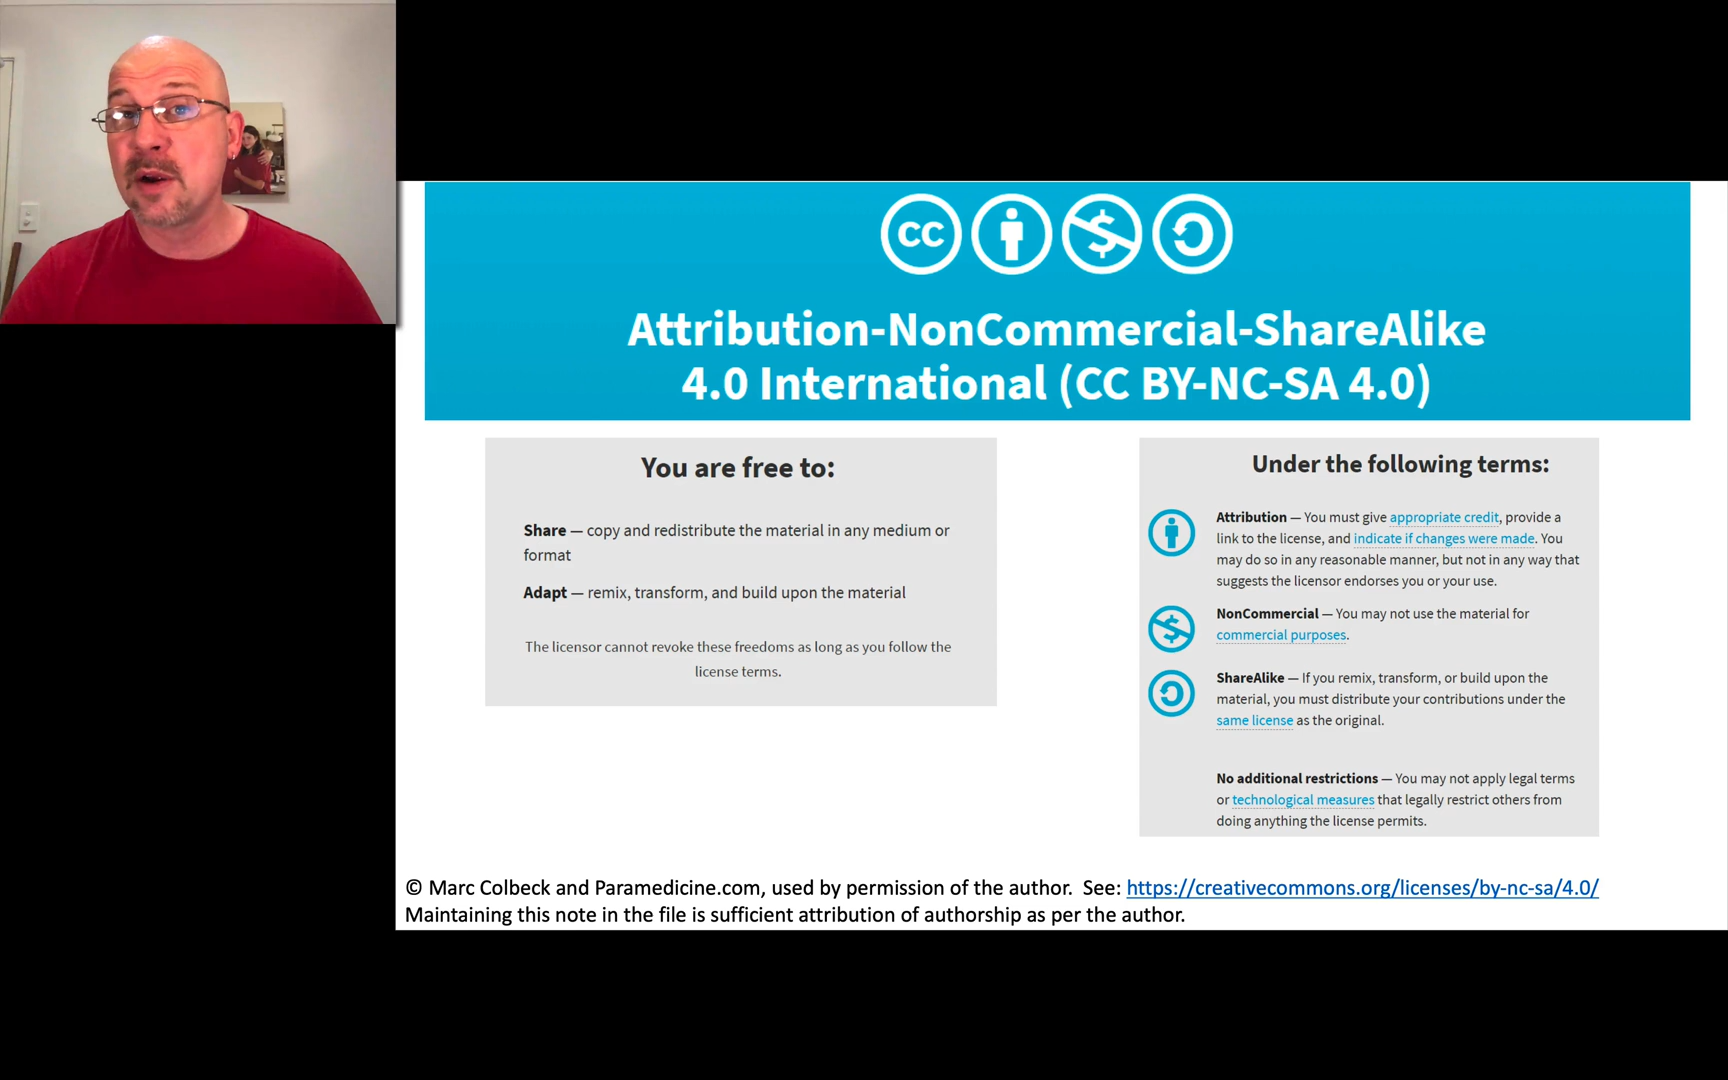 cc
Attribution-NonCommercial-ShareAlike
4.0 International (CC BY-NC-SA 4.0)
You are free to:
Share — copy and redistribute the material in any medium or
format
Adapt — remix, transform, and build upon the material
The licensor cannot revoke these freedoms as long as you follow the
license terms.
Under the following terms:
Attribution — You must give appropriate credit, provide a
link to the license, and indicate if changes were made. You
may do so in any reasonable manner, but not in any way that
suggests the licensor endorses you or your use.
NonCommercial — You may not use the material for
commercial purposes.
ShareAlike — If you remix, transform, or build upon the
material, you must distribute your contributions under the
same license as the original.
No additional restrictions — You may not apply legal terms
or technological measures that legally restrict others from
doing anything the license permits.
© Marc Colbeck and Paramedicine.com, used by permission of the author.  See: https://creativecommons.org/licenses/by-nc-sa/4.0/
Maintaining this note in the file is sufficient attribution of authorship as per the author.